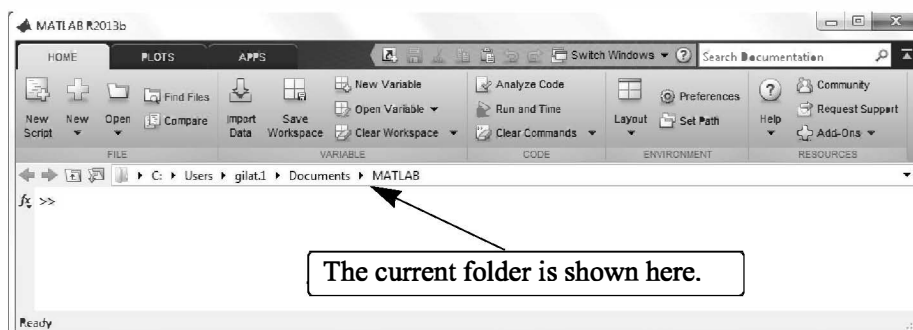 MATLAB R2013b
HOME PLOTS APPS Switch Windows Search Documentation
New Script New Open Find Files Compare Import Data Save Workspace New Variable Open Variable Clear Workspace Analyze Code Run and Time Clear Commands Layout Preferences Set Path Help Community Request Support Add-Ons
FILE VARIABLE CODE ENVIRONMENT RESOURCES
C: Users gilat.1 Documents MATLAB
fx >>
The current folder is shown here.
Ready